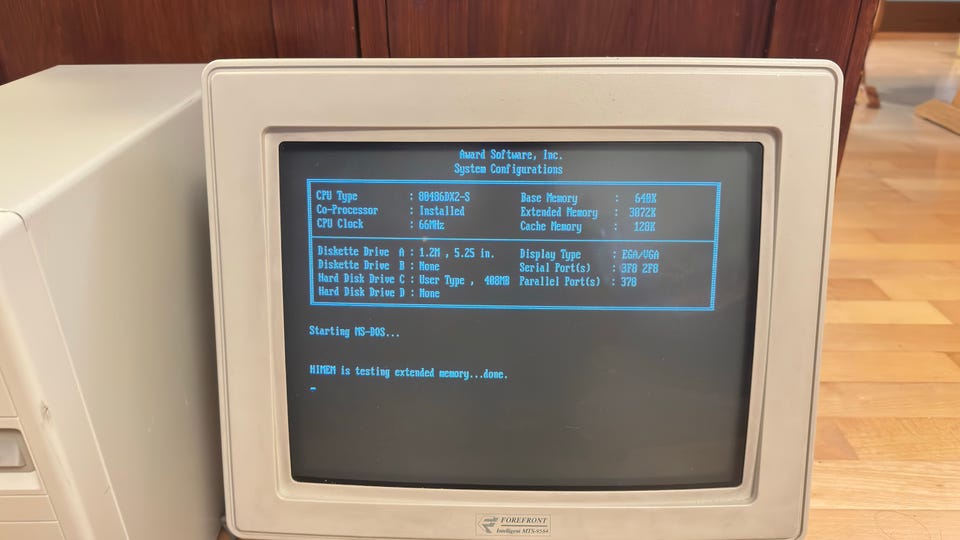 Award Software, Inc.
System Configurations
CPU Type : 80486DX2-S Base Memory : 640K
Co-Processor : Installed Extended Memory : 3072K
CPU Clock : 66MHz Cache Memory : 128K
Diskette Drive A : 1.2M , 5.25 in. Display Type : EGA/VGA
Diskette Drive B : None Serial Port(s) : 3F8 2F8
Hard Disk Drive C : User Type , 408MB Parallel Port(s) : 378
Hard Disk Drive D : None
Starting MS-DOS...
HIMEM is testing extended memory...done.
FOREFRONT
Intelligent MTS-9564